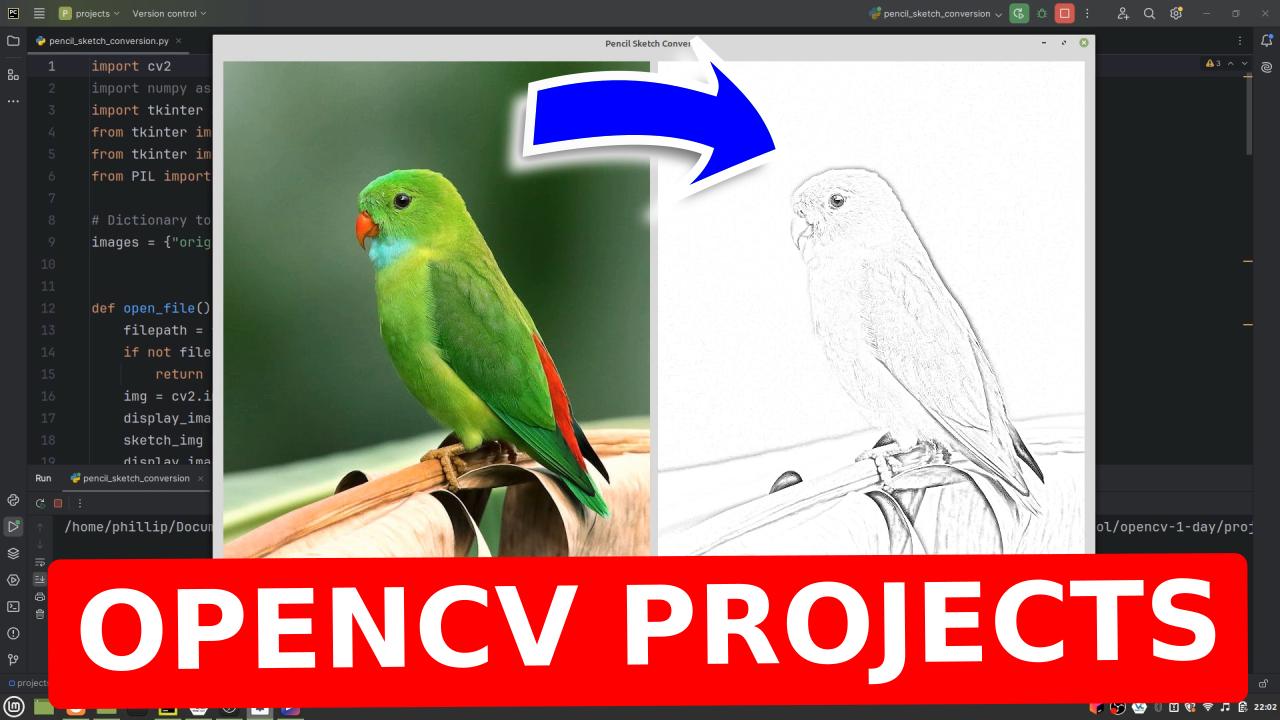 PC
P projects
Version control
pencil_sketch_conversion
pencil_sketch_conversion.py
Pencil Sketch Conver
3
1 import cv2
2 import numpy as
3 import tkinter
4 from tkinter im
5 from tkinter im
6 from PIL import
7
8 # Dictionary to
9 images = {"orig
10
11
12 def open_file()
13 filepath =
14 if not file
15 return
16 img = cv2.i
17 display_ima
18 sketch_img
19 display_ima
Run
pencil_sketch_conversion
/home/phillip/Docum
ol/opencv-1-day/proj
OPENCV PROJECTS
projects
22:02